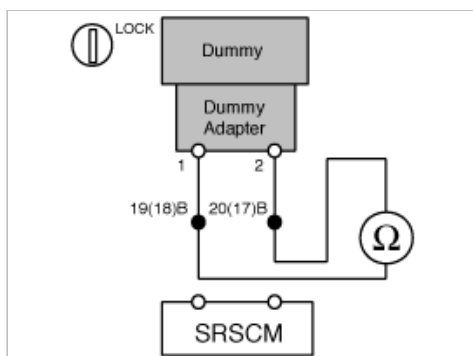 LOCK
Dummy
Dummy
Adapter
1 2
19(18)B 20(17)B
Ω
SRSCM